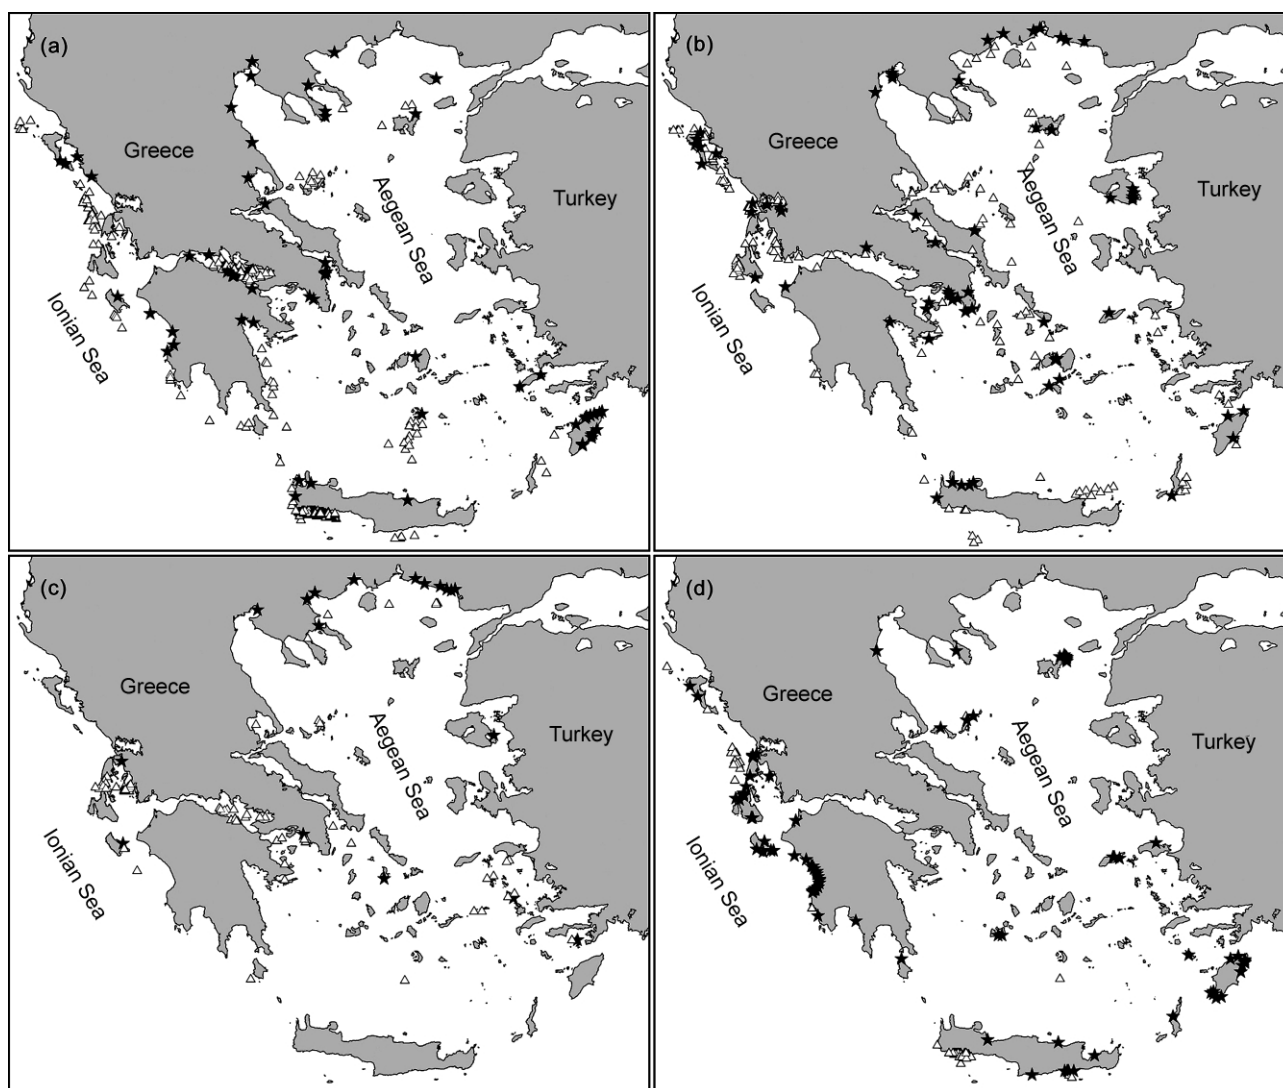 (a)
Greece
Aegean Sea
Turkey
Ionian Sea
(b)
Greece
Aegean Sea
Turkey
Ionian Sea
(c)
Greece
Aegean Sea
Turkey
Ionian Sea
(d)
Greece
Aegean Sea
Turkey
Ionian Sea